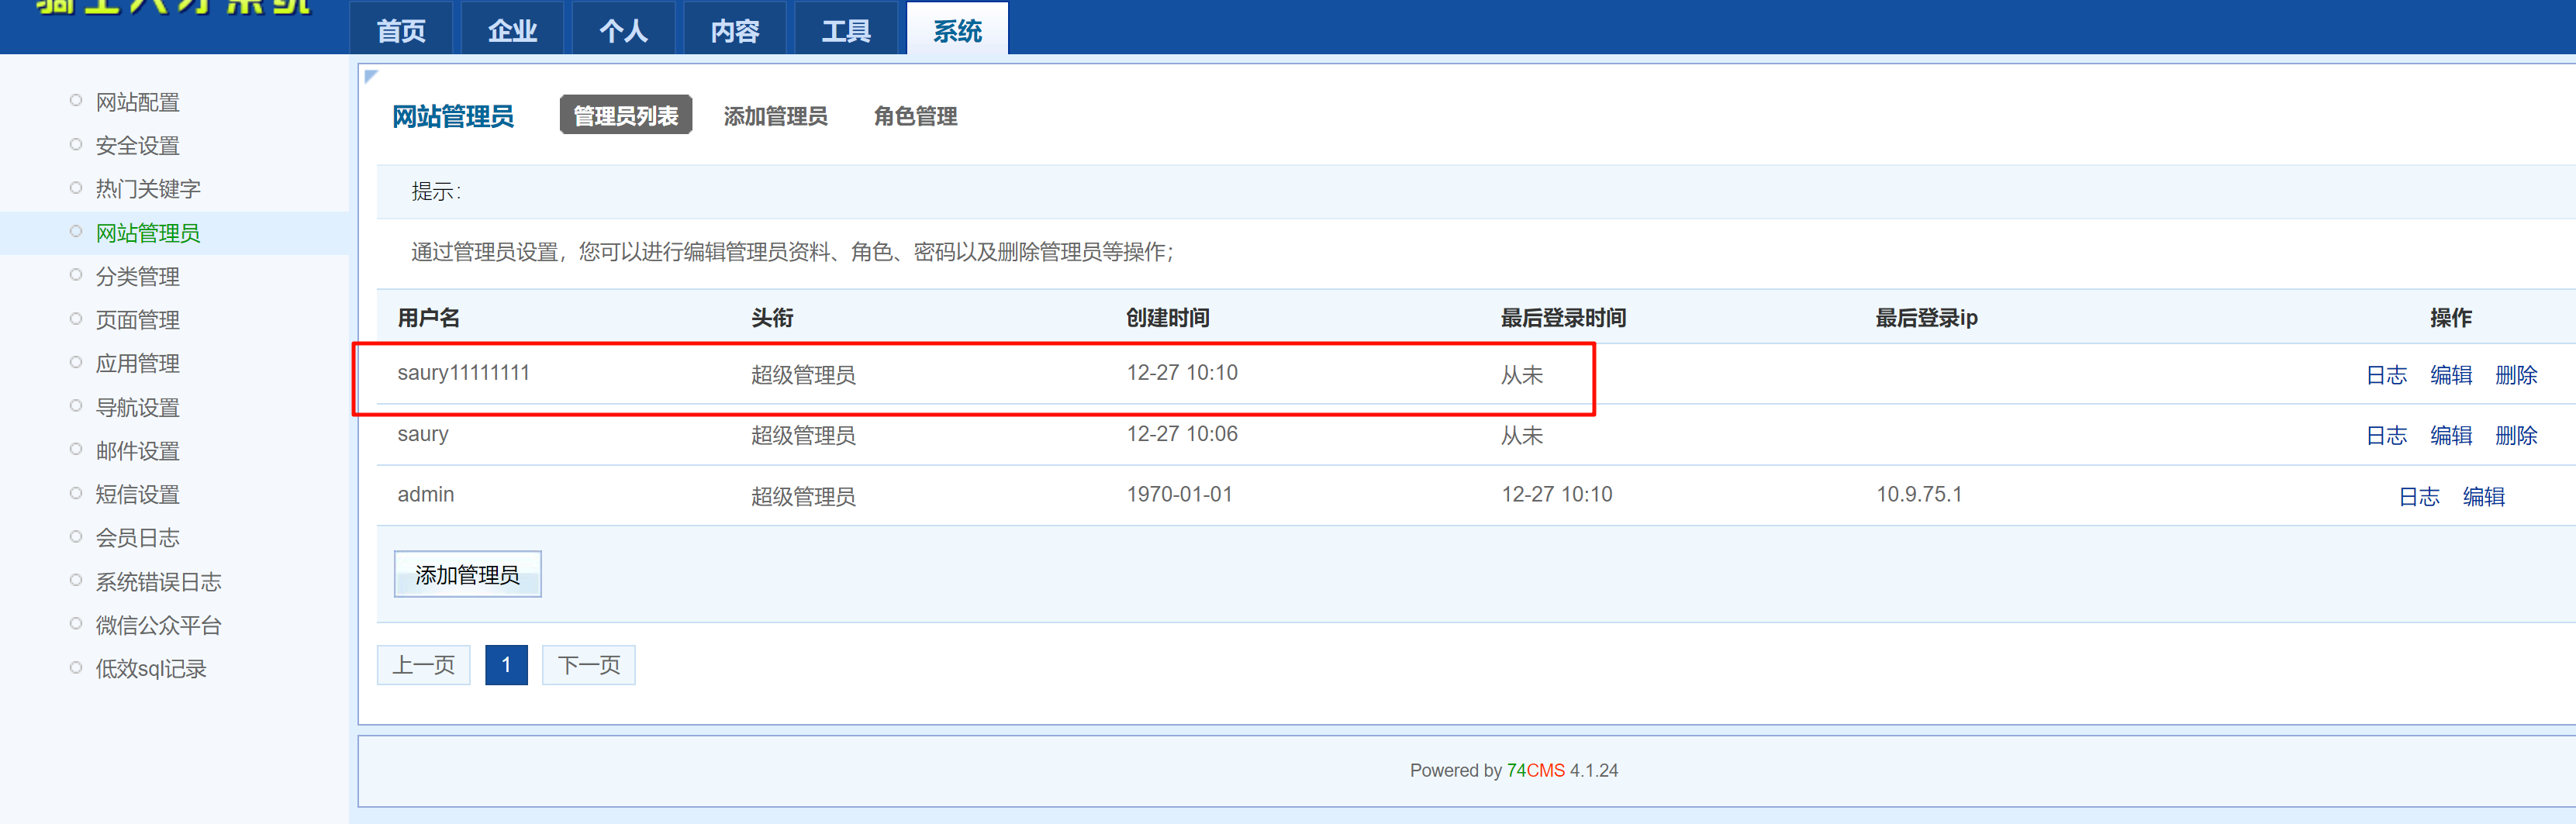 骑士人才系统
首页 企业 个人 内容 工具 系统
网站配置
安全设置
热门关键字
网站管理员
分类管理
页面管理
应用管理
导航设置
邮件设置
短信设置
会员日志
系统错误日志
微信公众平台
低效sql记录
网站管理员 管理员列表 添加管理员 角色管理
提示：
通过管理员设置，您可以进行编辑管理员资料、角色、密码以及删除管理员等操作；
用户名 头衔 创建时间 最后登录时间 最后登录ip 操作
saury11111111 超级管理员 12-27 10:10 从未 日志 编辑 删除
saury 超级管理员 12-27 10:06 从未 日志 编辑 删除
admin 超级管理员 1970-01-01 12-27 10:10 10.9.75.1 日志 编辑
添加管理员
上一页 1 下一页
Powered by 74CMS 4.1.24